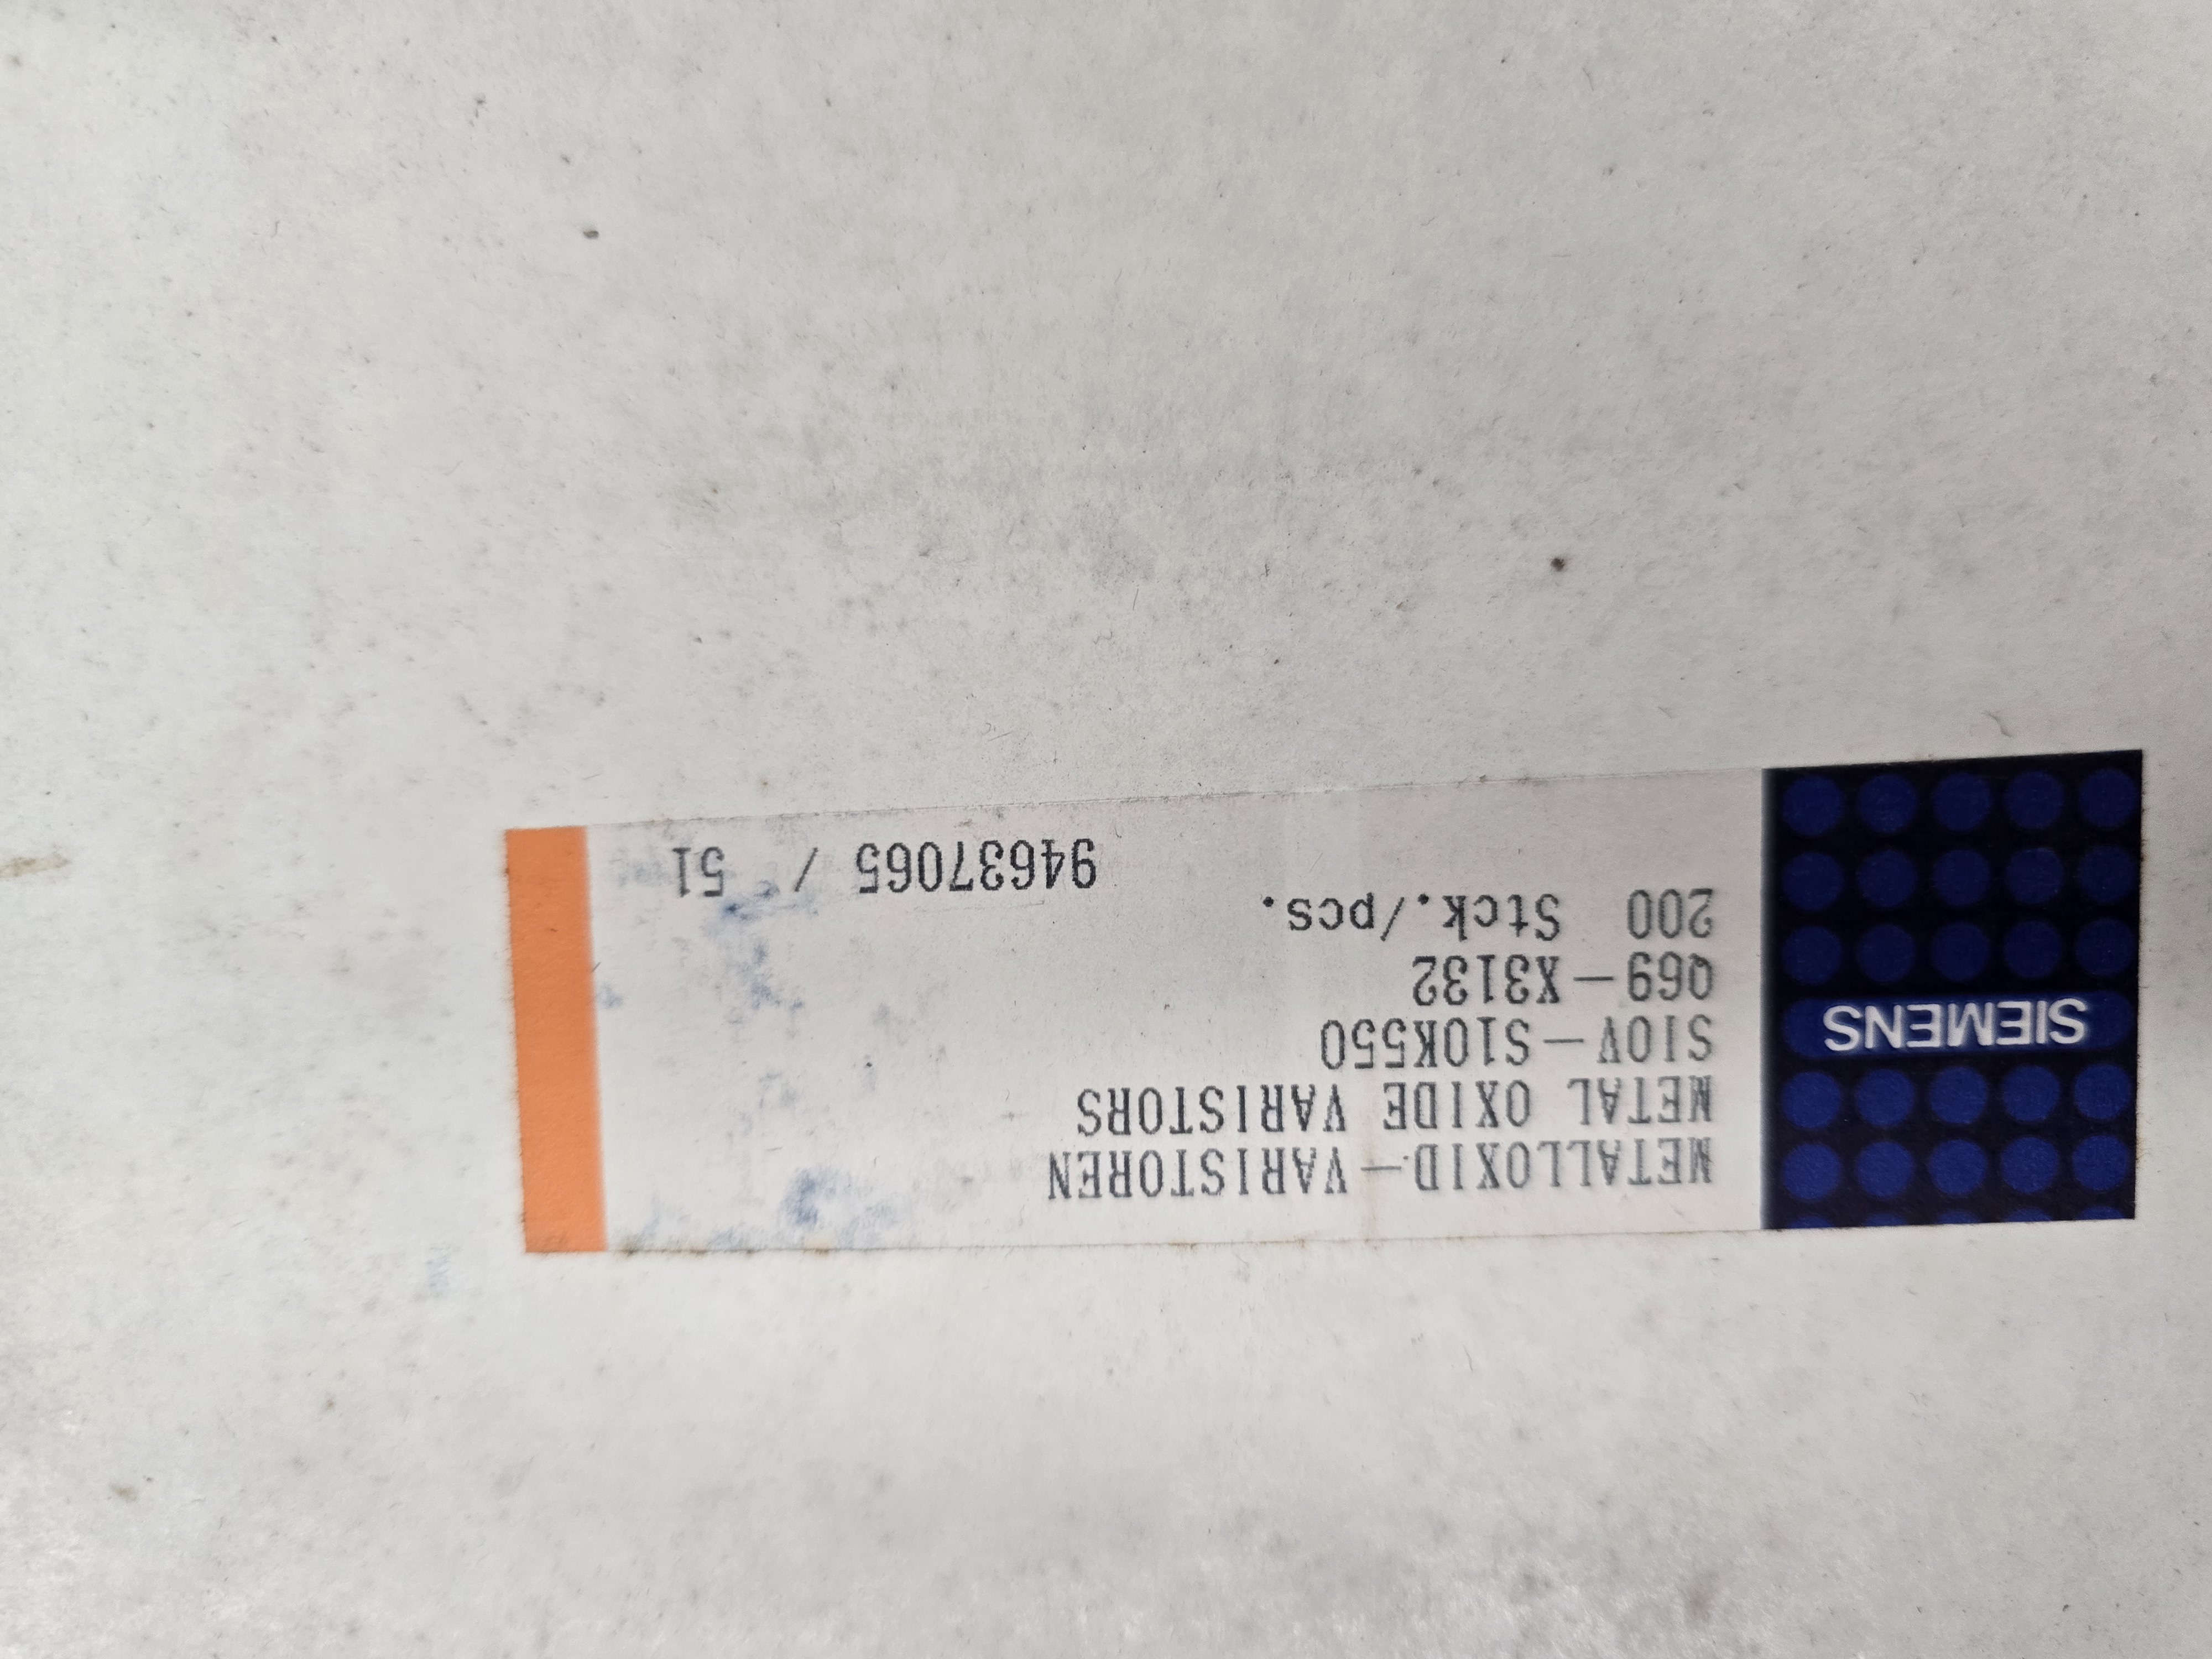 SIEMENS
METALLOXID-VARISTOREN
METAL OXIDE VARISTORS
SIOV-S10K550
Q69-X3132
200 Stck./pcs.
94637065 / 51